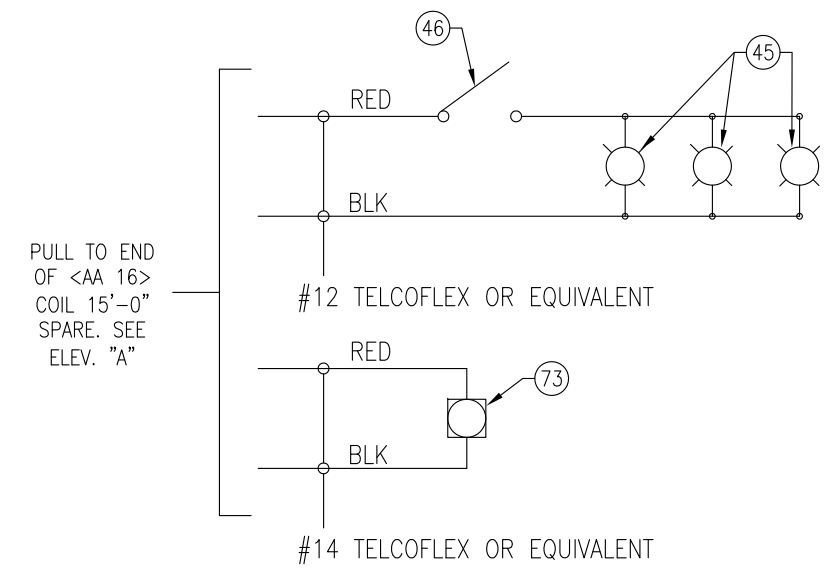 46
45
RED
BLK
PULL TO END
OF <AA 16>
COIL 15'-0"
SPARE. SEE
ELEV. "A"
#12 TELCOFLEX OR EQUIVALENT
RED
73
BLK
#14 TELCOFLEX OR EQUIVALENT